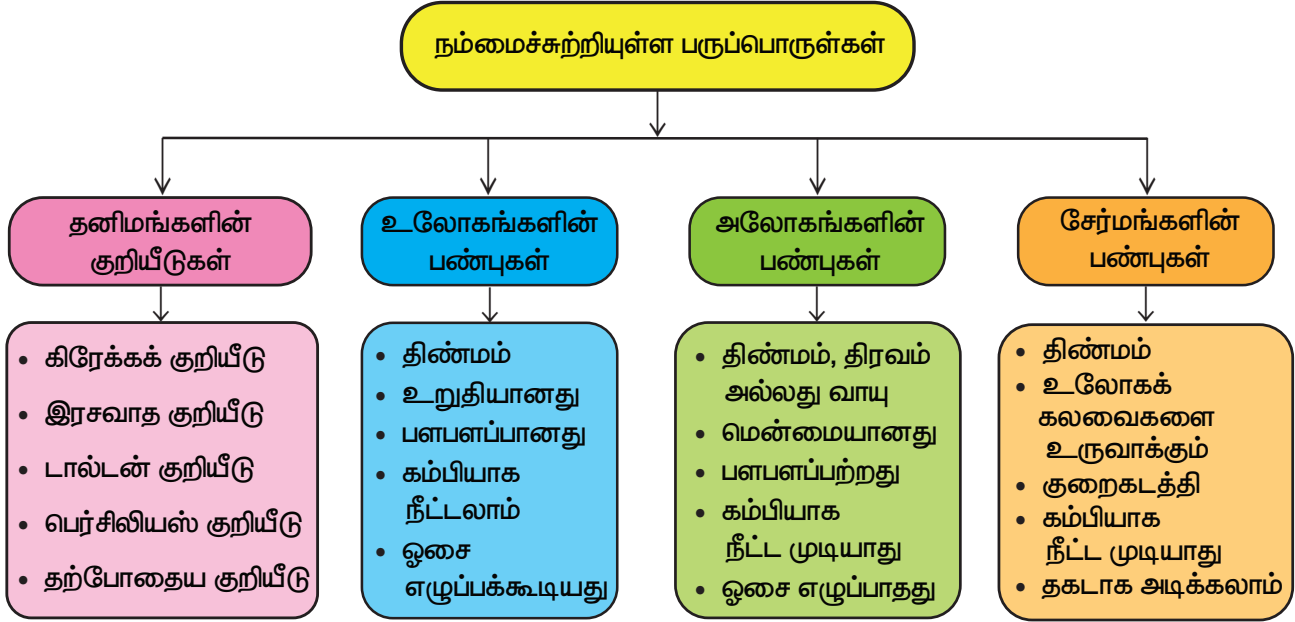 நம்மைச்சுற்றியுள்ள பருப்பொருள்கள்
தனிமங்களின்
குறியீடுகள்
• கிரேக்கக் குறியீடு
• இரசவாத குறியீடு
• டால்டன் குறியீடு
• பெர்சிலியஸ் குறியீடு
• தற்போதைய குறியீடு
உலோகங்களின்
பண்புகள்
• திண்மம்
• உறுதியானது
• பளபளப்பானது
• கம்பியாக
நீட்டலாம்
• ஓசை
எழுப்பக்கூடியது
அலோகங்களின்
பண்புகள்
• திண்மம், திரவம்
அல்லது வாயு
• மென்மையானது
• பளபளப்பற்றது
• கம்பியாக
நீட்ட முடியாது
• ஓசை எழுப்பாதது
சேர்மங்களின்
பண்புகள்
• திண்மம்
• உலோகக்
கலவைகளை
உருவாக்கும்
• குறைகடத்தி
• கம்பியாக
நீட்ட முடியாது
• தகடாக அடிக்கலாம்